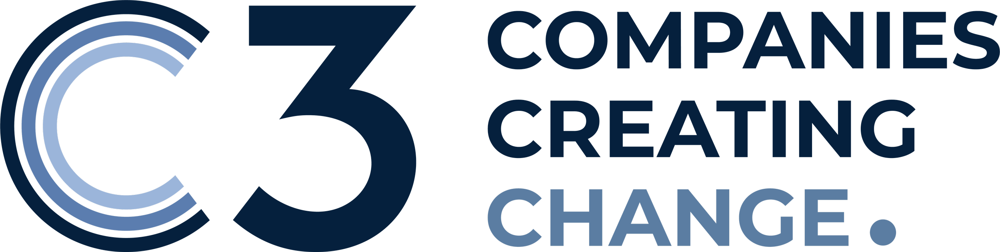 C3
COMPANIES
CREATING
CHANGE.